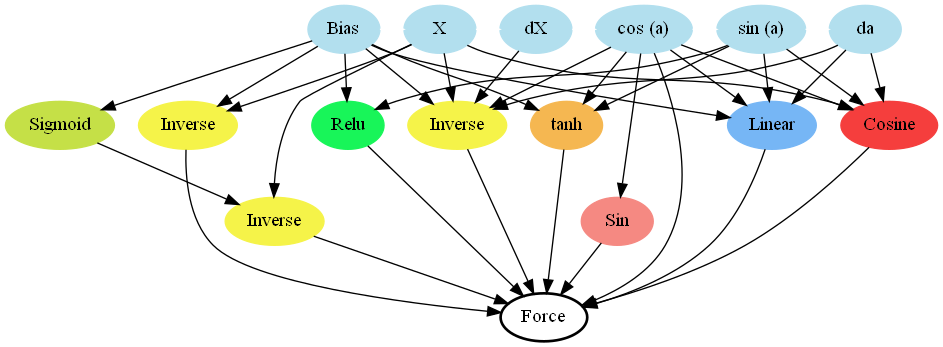 Bias
X
dX
cos (a)
sin (a)
da
Sigmoid
Inverse
Relu
Inverse
tanh
Linear
Cosine
Inverse
Sin
Force